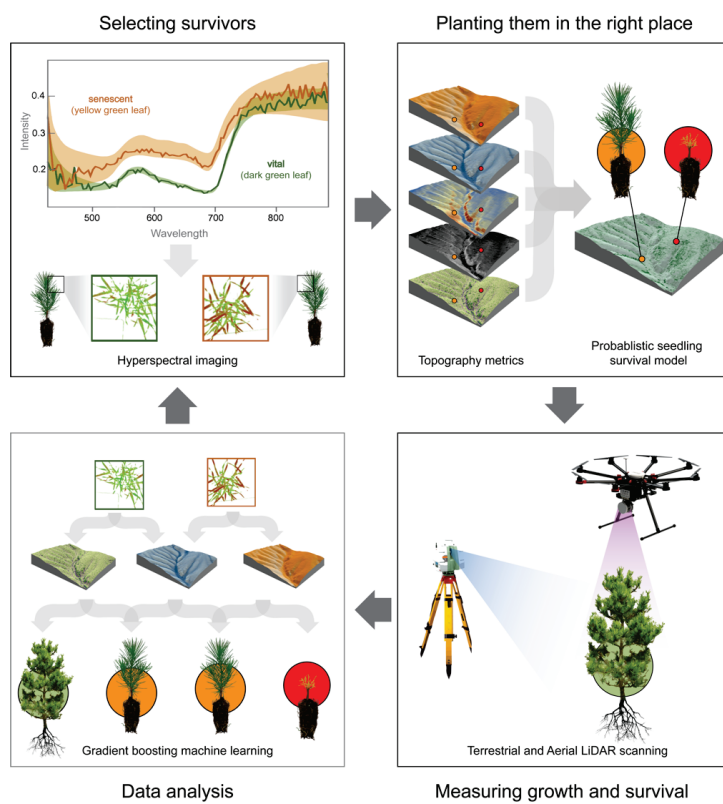 Selecting survivors
Planting them in the right place
0.4
0.3
0.2
Intensity
senescent
(yellow green leaf)
vital
(dark green leaf)
500
600
700
800
Wavelength
Hyperspectral imaging
Topography metrics
Probablistic seedling
survival model
Gradient boosting machine learning
Terrestrial and Aerial LiDAR scanning
Data analysis
Measuring growth and survival